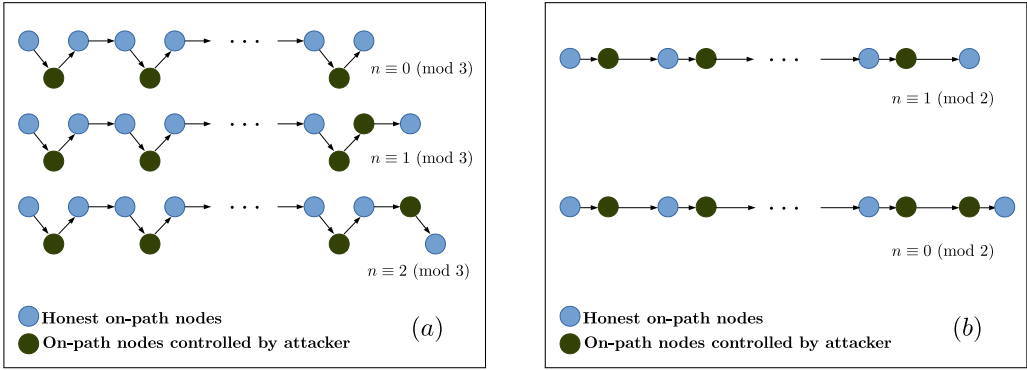 · · ·
n ≡ 0 (mod 3)
· · ·
n ≡ 1 (mod 3)
· · ·
n ≡ 2 (mod 3)
Honest on-path nodes
On-path nodes controlled by attacker
(a)
· · ·
n ≡ 1 (mod 2)
· · ·
n ≡ 0 (mod 2)
Honest on-path nodes
On-path nodes controlled by attacker
(b)